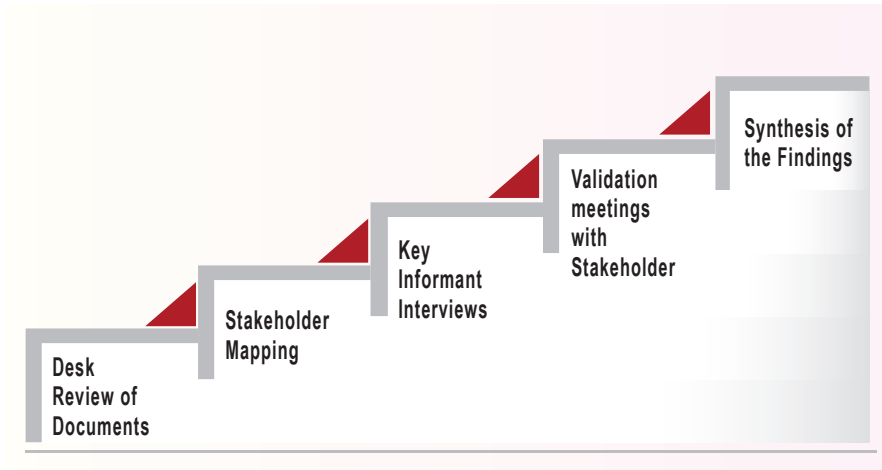 Desk
Review of
Documents
Stakeholder
Mapping
Key
Informant
Interviews
Validation
meetings
with
Stakeholder
Synthesis of
the Findings